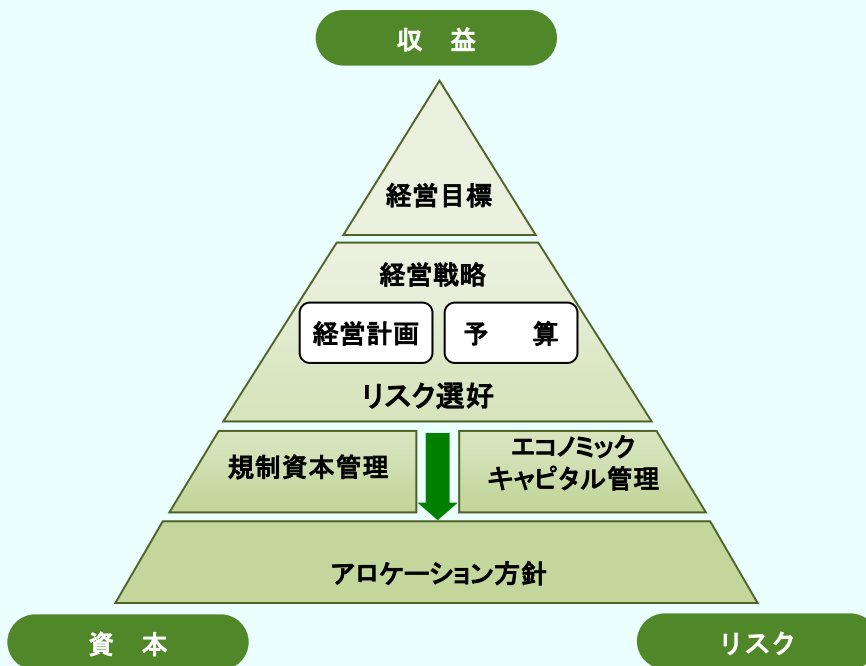 収　益
経営目標
経営戦略
経営計画
予　　算
リスク選好
規制資本管理
エコノミック
キャピタル管理
アロケーション方針
資　本
リスク